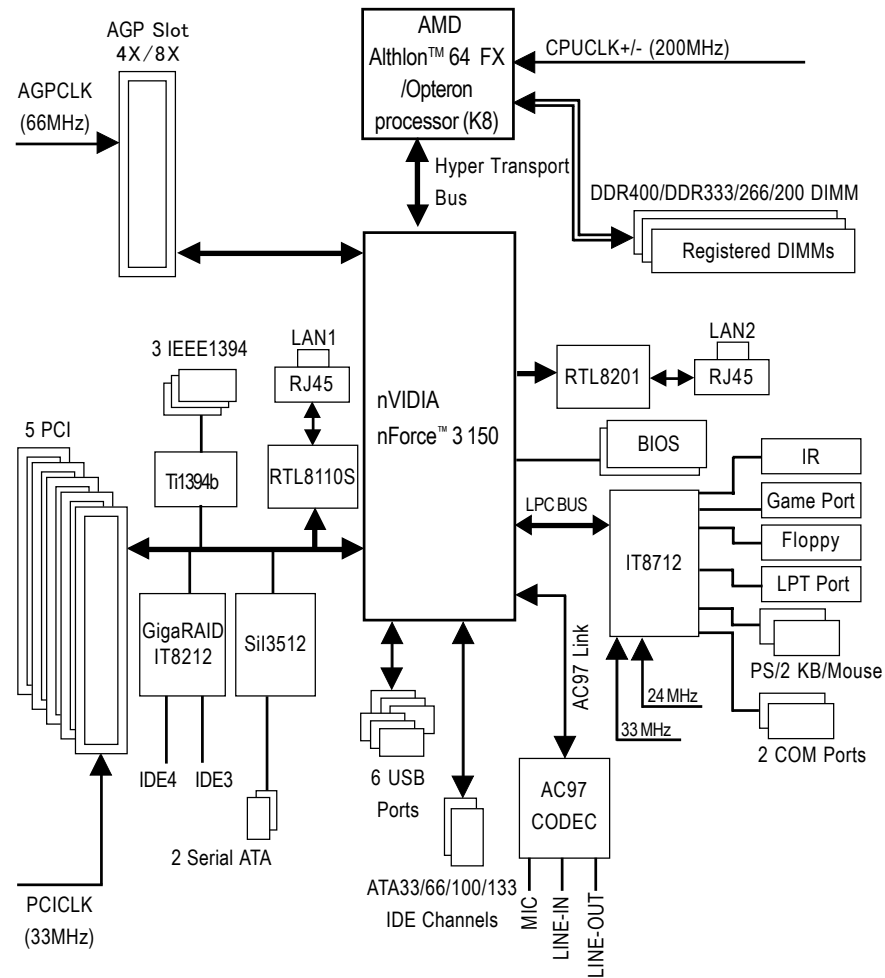 AGP Slot
4X/8X
AMD
Althlon™ 64 FX
/Opteron
processor (K8)
CPUCLK+/- (200MHz)
AGPCLK
(66MHz)
Hyper Transport
Bus
DDR400/DDR333/266/200 DIMM
Registered DIMMs
3 IEEE1394
LAN1
RJ45
LAN2
RTL8201
RJ45
nVIDIA
nForce™ 3 150
5 PCI
Ti1394b
RTL8110S
BIOS
IR
Game Port
LPC BUS
Floppy
IT8712
LPT Port
GigaRAID
IT8212
Sil3512
AC97 Link
PS/2 KB/Mouse
24 MHz
33 MHz
2 COM Ports
IDE4
IDE3
6 USB
Ports
AC97
CODEC
2 Serial ATA
ATA33/66/100/133
IDE Channels
MIC
LINE-IN
LINE-OUT
PCICLK
(33MHz)